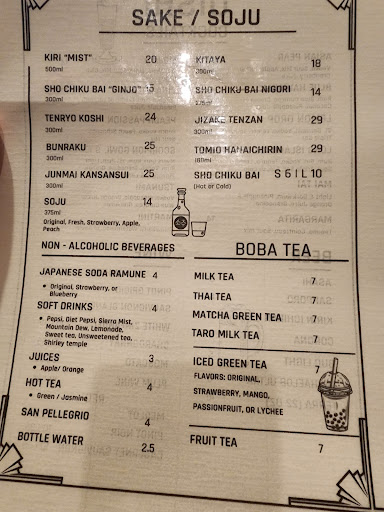 SAKE / SOJU
KIRI "MIST" 20
500ml
SHO CHIKU BAI "GINJO" 15
300ml
TENRYO KOSHI 24
300ml
BUNRAKU 25
300ml
JUNMAI KANSANSUI 25
300ml
SOJU 14
375ml
Original, Fresh, Strawberry, Apple,
Peach
KITAYA 18
300ml
SHO CHIKU BAI NIGORI 14
375ml
JIZAKE TENZAN 29
300ml
TOMIO HANAICHIRIN 29
180ml
SHO CHIKU BAI S 6 | L 10
(Hot or Cold)
NON - ALCOHOLIC BEVERAGES
JAPANESE SODA RAMUNE 4
• Original, Strawberry, or
Blueberry
SOFT DRINKS 4
• Pepsi, Diet Pepsi, Sierra Mist,
Mountain Dew, Lemonade,
Sweet tea, Unsweetened tea,
Shirley temple
JUICES 3
• Apple/ Orange
HOT TEA 4
• Green / Jasmine
SAN PELLEGRIO 4
BOTTLE WATER 2.5
BOBA TEA
MILK TEA 7
THAI TEA 7
MATCHA GREEN TEA 7
TARO MILK TEA 7
ICED GREEN TEA 7
FLAVORS: ORIGINAL,
STRAWBERRY, MANGO,
PASSIONFRUIT, OR LYCHEE
FRUIT TEA 7